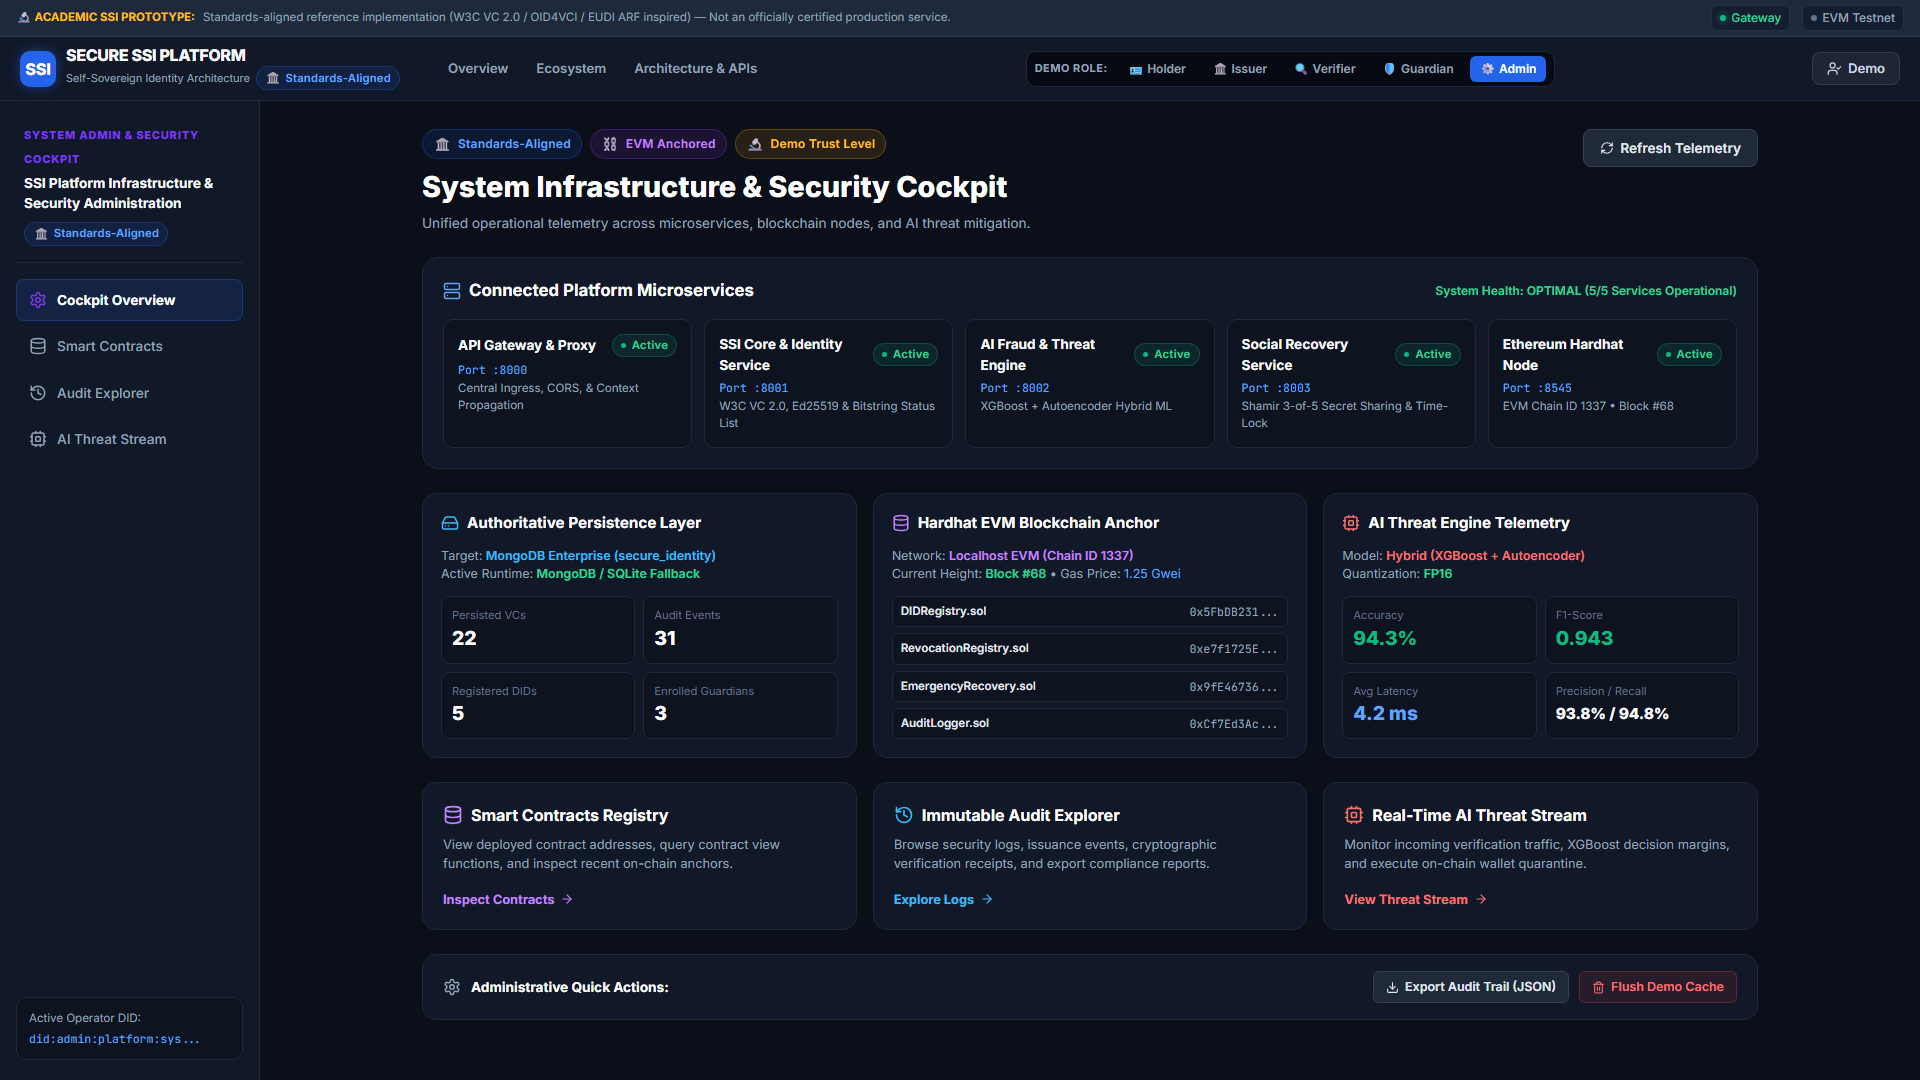 ACADEMIC SSI PROTOTYPE: Standards-aligned reference implementation (W3C VC 2.0 / OID4VCI / EUDI ARF inspired) — Not an officially certified production service.
Gateway
EVM Testnet
SSI
SECURE SSI PLATFORM
Self-Sovereign Identity Architecture
Standards-Aligned
Overview
Ecosystem
Architecture & APIs
DEMO ROLE:
Holder
Issuer
Verifier
Guardian
Admin
Demo
SYSTEM ADMIN & SECURITY
COCKPIT
SSI Platform Infrastructure &
Security Administration
Standards-Aligned
Cockpit Overview
Smart Contracts
Audit Explorer
AI Threat Stream
Active Operator DID:
did:admin:platform:sys...
Standards-Aligned
EVM Anchored
Demo Trust Level
Refresh Telemetry
System Infrastructure & Security Cockpit
Unified operational telemetry across microservices, blockchain nodes, and AI threat mitigation.
Connected Platform Microservices
System Health: OPTIMAL (5/5 Services Operational)
API Gateway & Proxy
Active
Port :8000
Central Ingress, CORS, & Context
Propagation
SSI Core & Identity
Service
Active
Port :8001
W3C VC 2.0, Ed25519 & Bitstring Status
List
AI Fraud & Threat
Engine
Active
Port :8002
XGBoost + Autoencoder Hybrid ML
Social Recovery
Service
Active
Port :8003
Shamir 3-of-5 Secret Sharing & Time-
Lock
Ethereum Hardhat
Node
Active
Port :8545
EVM Chain ID 1337 • Block #68
Authoritative Persistence Layer
Target: MongoDB Enterprise (secure_identity)
Active Runtime: MongoDB / SQLite Fallback
Persisted VCs
22
Audit Events
31
Registered DIDs
5
Enrolled Guardians
3
Hardhat EVM Blockchain Anchor
Network: Localhost EVM (Chain ID 1337)
Current Height: Block #68 • Gas Price: 1.25 Gwei
DIDRegistry.sol
0x5FbDB231...
RevocationRegistry.sol
0xe7f1725E...
EmergencyRecovery.sol
0x9fE46736...
AuditLogger.sol
0xCf7Ed3Ac...
AI Threat Engine Telemetry
Model: Hybrid (XGBoost + Autoencoder)
Quantization: FP16
Accuracy
94.3%
F1-Score
0.943
Avg Latency
4.2 ms
Precision / Recall
93.8% / 94.8%
Smart Contracts Registry
View deployed contract addresses, query contract view
functions, and inspect recent on-chain anchors.
Inspect Contracts →
Immutable Audit Explorer
Browse security logs, issuance events, cryptographic
verification receipts, and export compliance reports.
Explore Logs →
Real-Time AI Threat Stream
Monitor incoming verification traffic, XGBoost decision margins,
and execute on-chain wallet quarantine.
View Threat Stream →
Administrative Quick Actions:
Export Audit Trail (JSON)
Flush Demo Cache